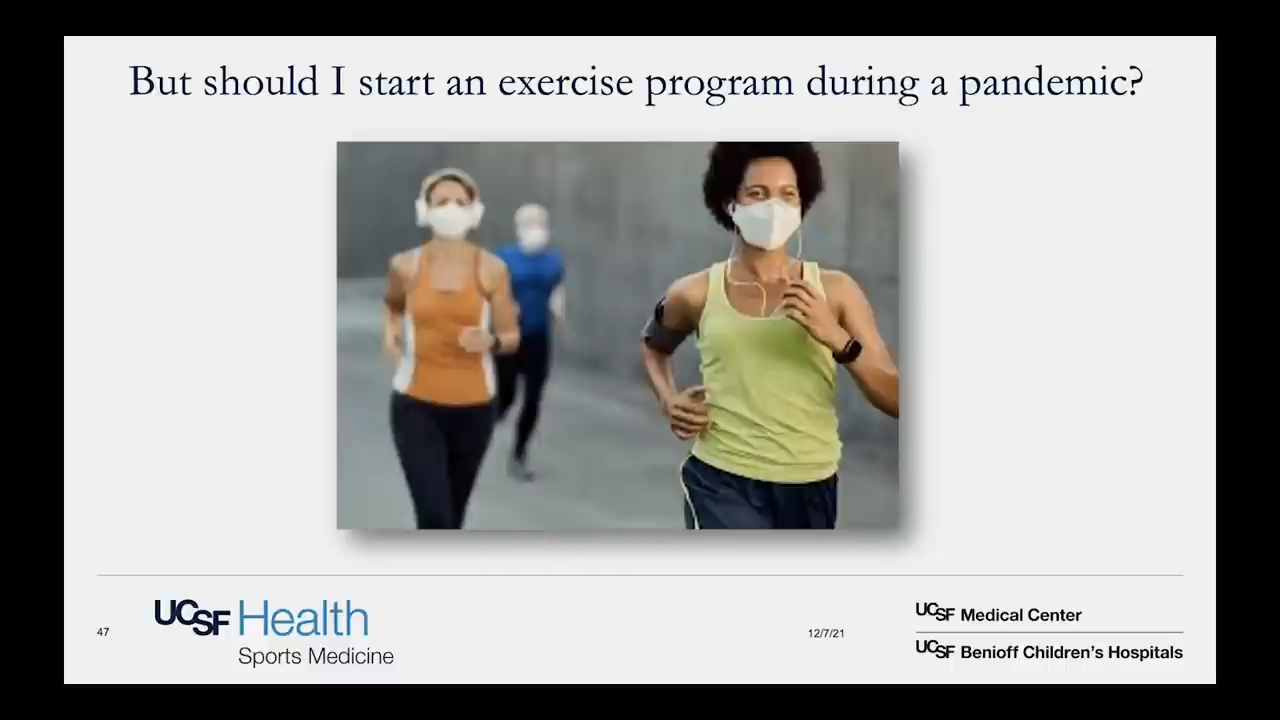 But should I start an exercise program during a pandemic?
47
UCSF Health
Sports Medicine
12/7/21
UCSF Medical Center
UCSF Benioff Children's Hospitals